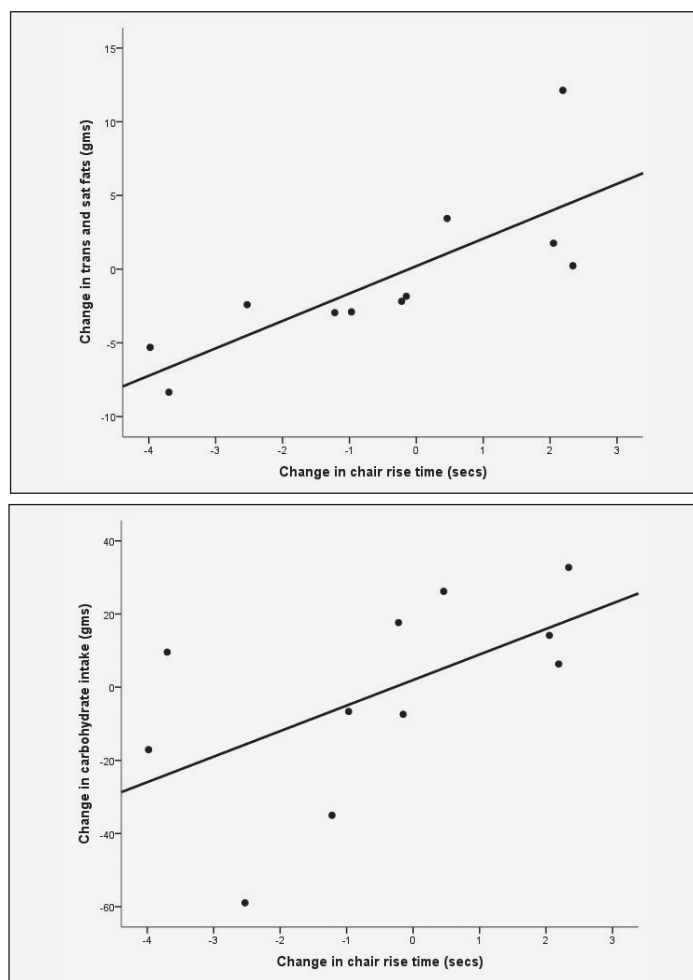 15
10
5
0
-5
-10
Change in trans and sat fats (gms)
-4 -3 -2 -1 0 1 2 3
Change in chair rise time (secs)
40
20
0
-20
-40
-60
Change in carbohydrate intake (gms)
-4 -3 -2 -1 0 1 2 3
Change in chair rise time (secs)